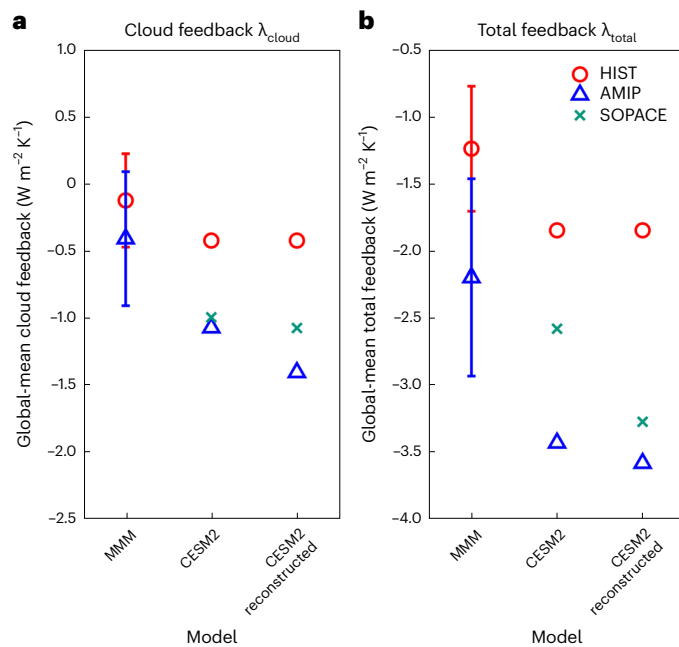 a
Cloud feedback λcloud
Global-mean cloud feedback (W m−2 K−1)
1.0
0.5
0
−0.5
−1.0
−1.5
−2.0
−2.5
MMM
CESM2
CESM2
reconstructed
Model
b
Total feedback λtotal
HIST
AMIP
SOPACE
Global-mean total feedback (W m−2 K−1)
−0.5
−1.0
−1.5
−2.0
−2.5
−3.0
−3.5
−4.0
MMM
CESM2
CESM2
reconstructed
Model